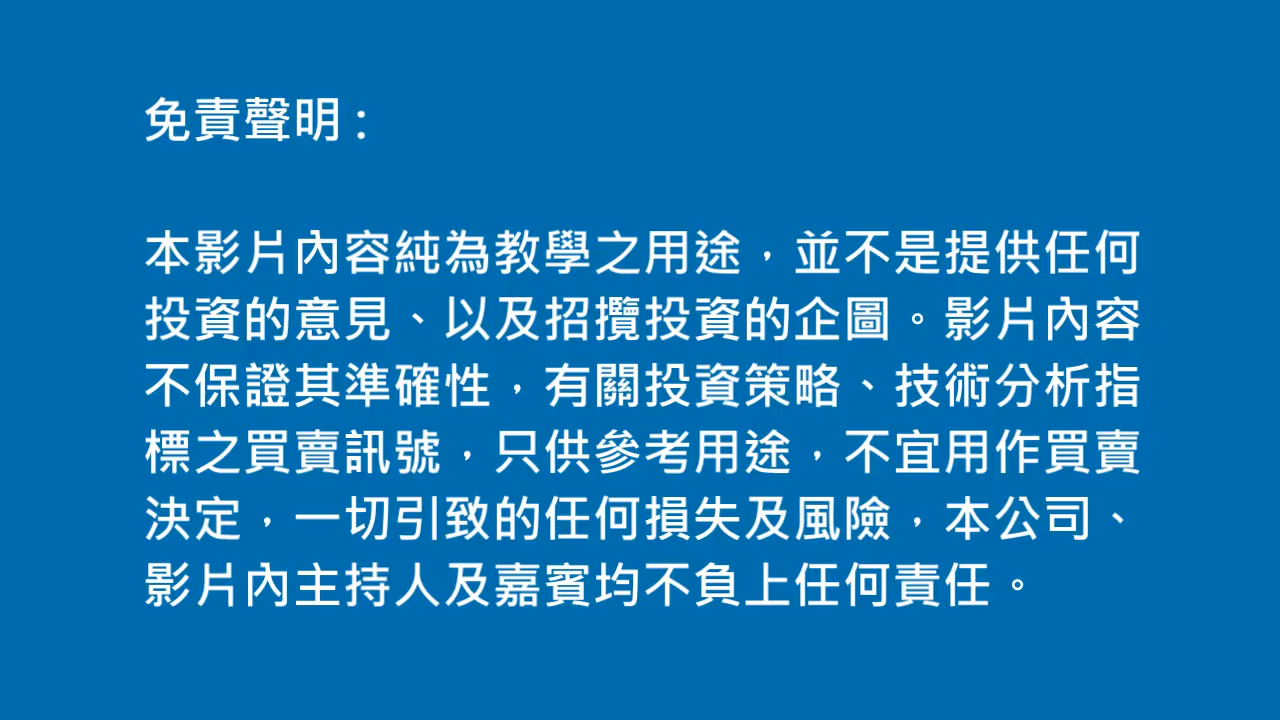 免責聲明：
本影片內容純為教學之用途，並不是提供任何
投資的意見、以及招攬投資的企圖。影片內容
不保證其準確性，有關投資策略、技術分析指
標之買賣訊號，只供參考用途，不宜用作買賣
決定，一切引致的任何損失及風險，本公司、
影片內主持人及嘉賓均不負上任何責任。